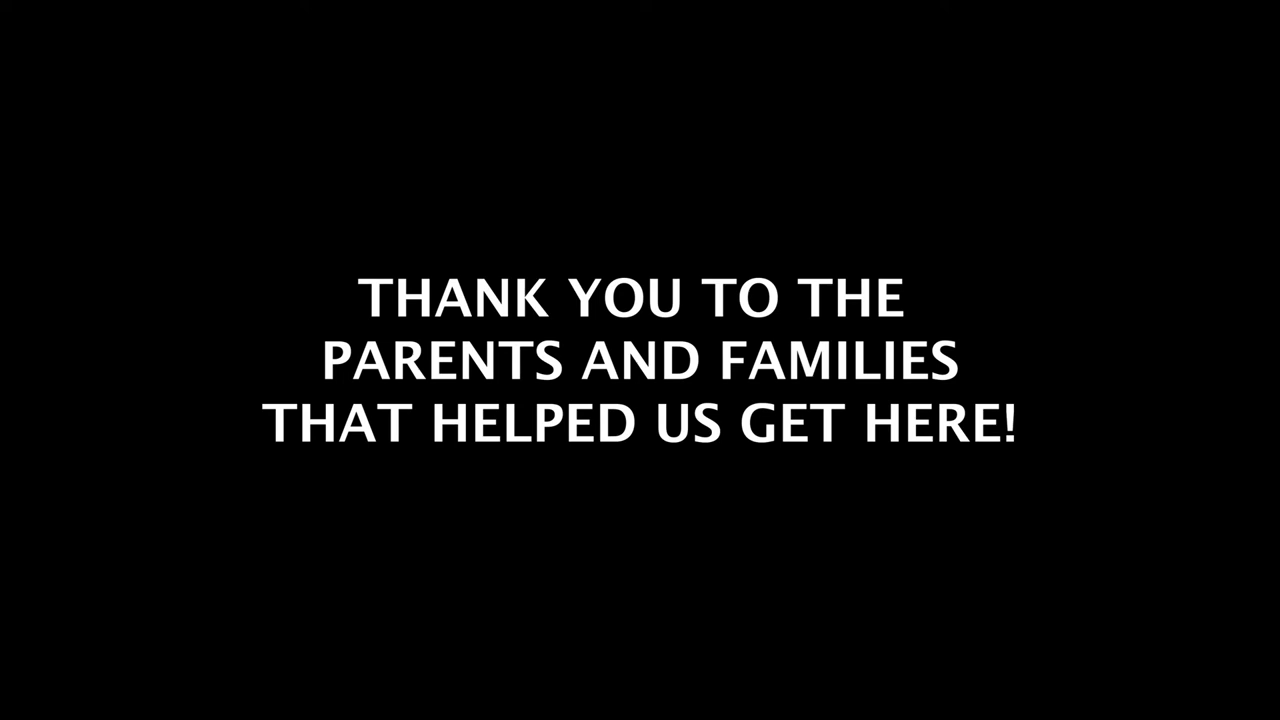 THANK YOU TO THE
PARENTS AND FAMILIES
THAT HELPED US GET HERE!